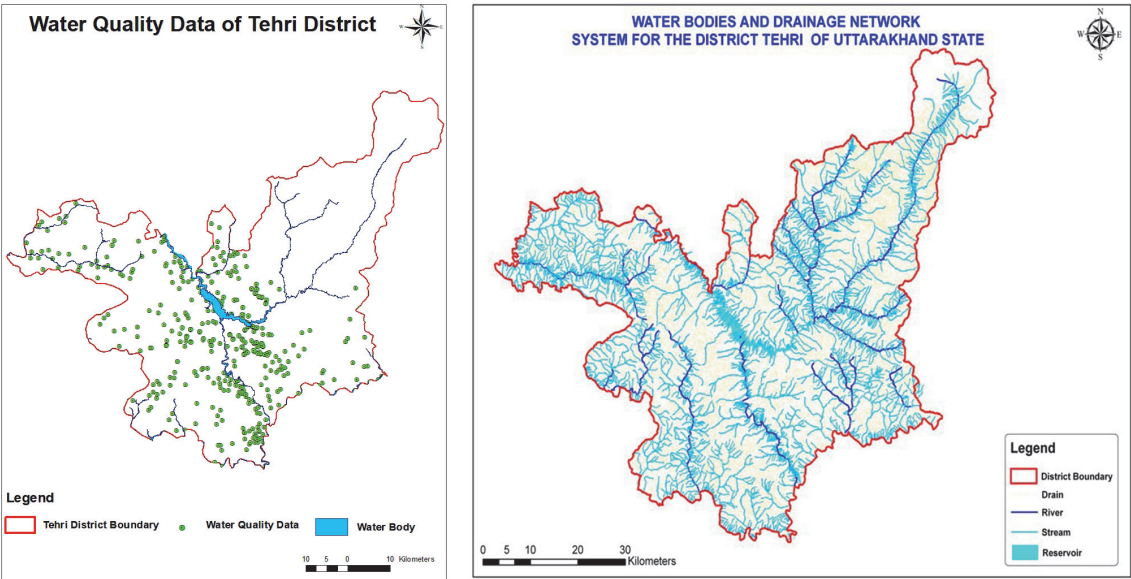 Water Quality Data of Tehri District
N
W E
S
Legend
Tehri District Boundary
Water Quality Data
Water Body
10 5 0 10 Kilometers
WATER BODIES AND DRAINAGE NETWORK
SYSTEM FOR THE DISTRICT TEHRI OF UTTARAKHAND STATE
N
W E
S
Legend
District Boundary
Drain
River
Stream
Reservoir
0 5 10 20 30
Kilometers